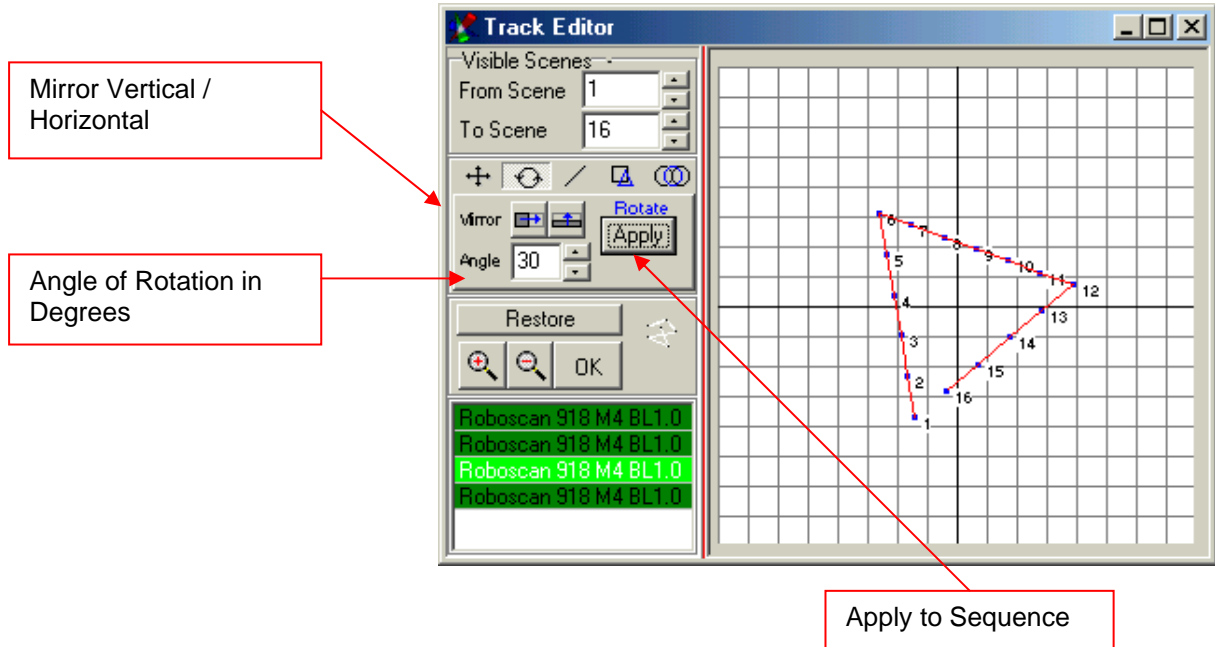 Track Editor
Visible Scenes
From Scene 1
To Scene 16
Mirror Vertical /
Horizontal
Mirror
Rotate
Apply
Angle 30
Angle of Rotation in
Degrees
Restore
OK
Roboscan 918 M4 BL1.0
Roboscan 918 M4 BL1.0
Roboscan 918 M4 BL1.0
Roboscan 918 M4 BL1.0
6
7
8
9
10
11
12
5
4
13
3
14
15
2
16
1
Apply to Sequence